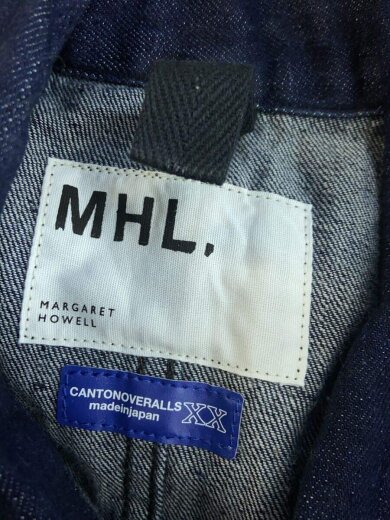 MHL.
MARGARET
HOWELL
CANTONOVERALLS XX
madeinjapan